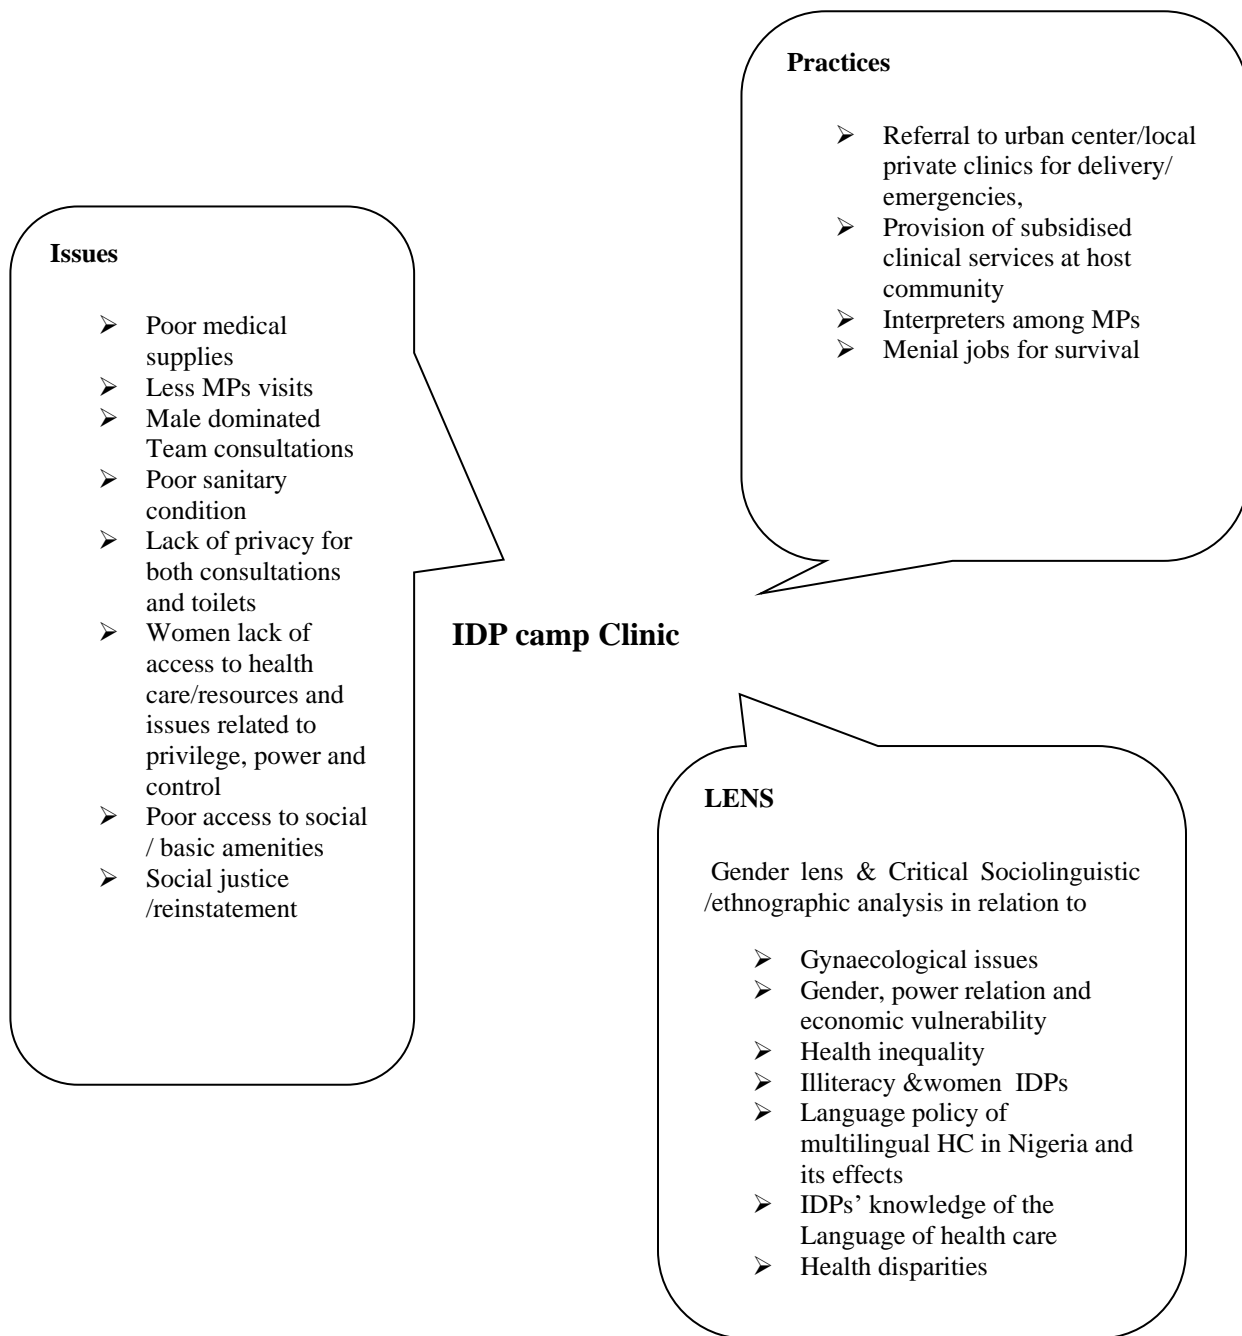 Practices
➢ Referral to urban center/local
private clinics for delivery/
emergencies,
➢ Provision of subsidised
clinical services at host
community
➢ Interpreters among MPs
➢ Menial jobs for survival
Issues
➢ Poor medical
supplies
➢ Less MPs visits
➢ Male dominated
Team consultations
➢ Poor sanitary
condition
➢ Lack of privacy for
both consultations
and toilets
➢ Women lack of
access to health
care/resources and
issues related to
privilege, power and
control
➢ Poor access to social
/ basic amenities
➢ Social justice
/reinstatement
IDP camp Clinic
LENS
Gender lens & Critical Sociolinguistic
/ethnographic analysis in relation to
➢ Gynaecological issues
➢ Gender, power relation and
economic vulnerability
➢ Health inequality
➢ Illiteracy &women IDPs
➢ Language policy of
multilingual HC in Nigeria and
its effects
➢ IDPs’ knowledge of the
Language of health care
➢ Health disparities